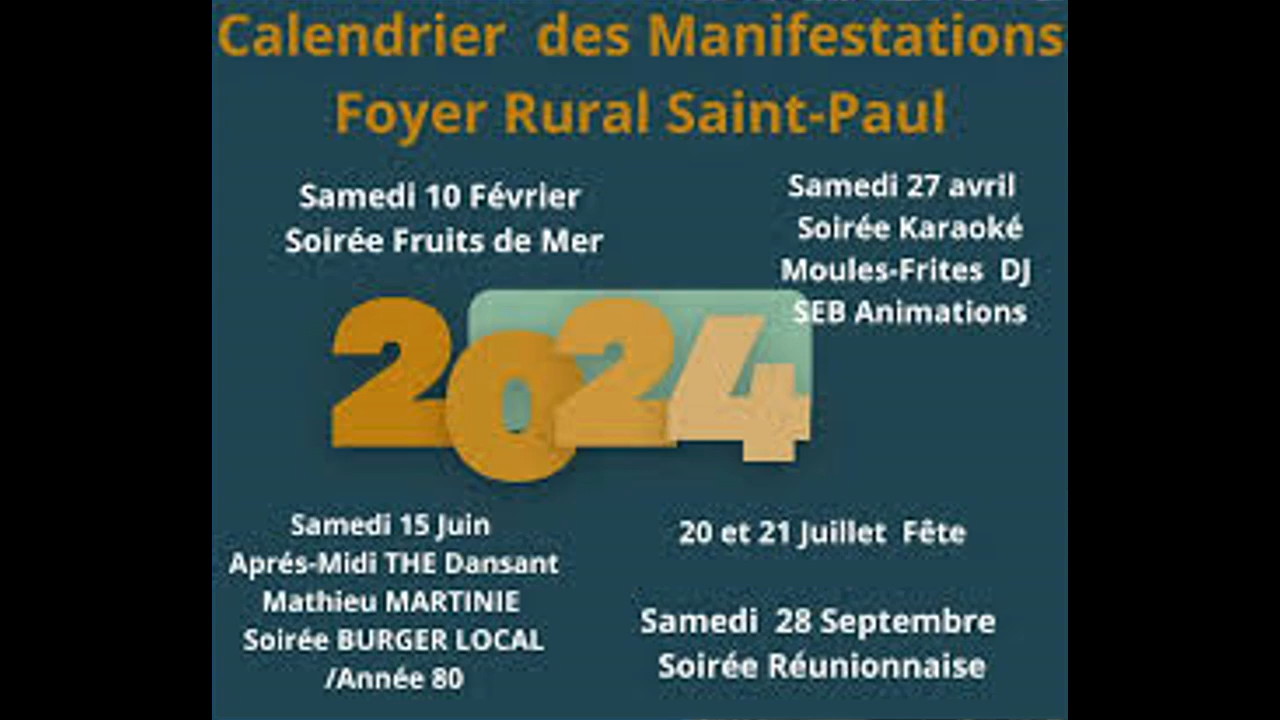 Calendrier des Manifestations
Foyer Rural Saint-Paul
Samedi 10 Février
Soirée Fruits de Mer
Samedi 27 avril
Soirée Karaoké
Moules-Frites DJ
SEB Animations
2024
Samedi 15 Juin
Aprés-Midi THE Dansant
Mathieu MARTINIE
Soirée BURGER LOCAL
/Année 80
20 et 21 Juillet Fête
Samedi 28 Septembre
Soirée Réunionnaise